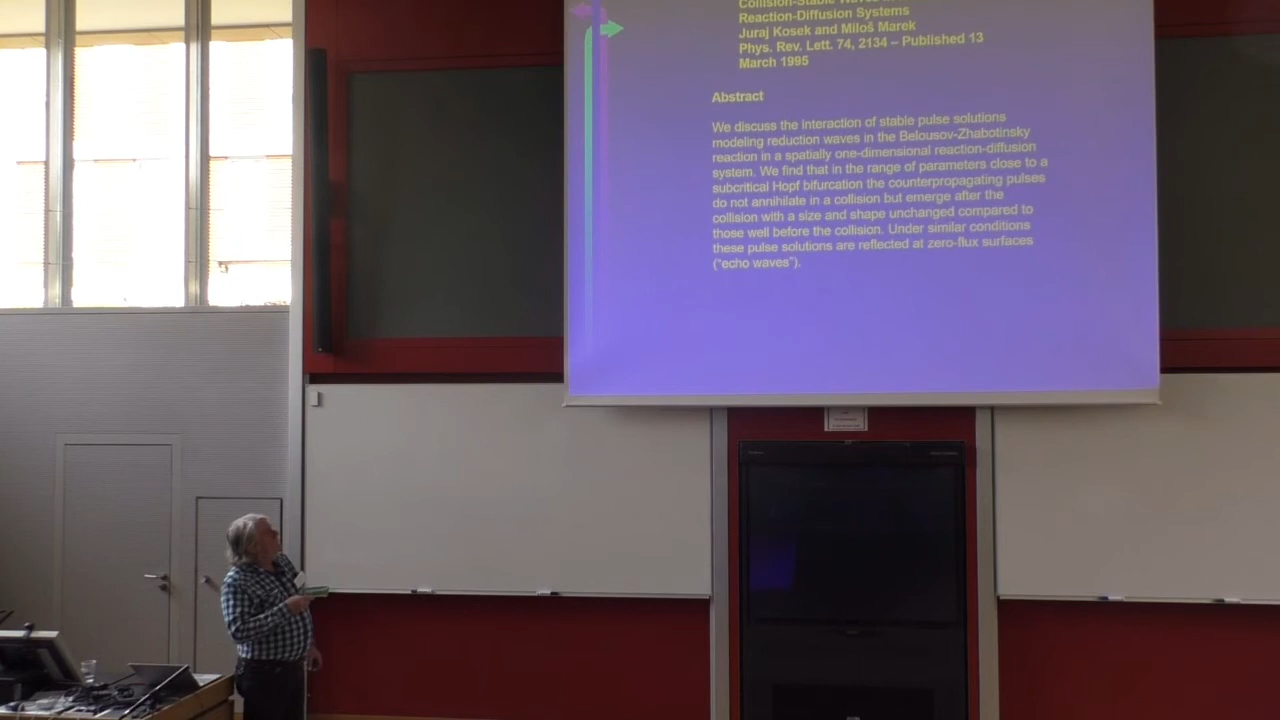 Collision-Stable Waves in
Reaction-Diffusion Systems
Juraj Kosek and Miloš Marek
Phys. Rev. Lett. 74, 2134 – Published 13
March 1995
Abstract
We discuss the interaction of stable pulse solutions
modeling reduction waves in the Belousov-Zhabotinsky
reaction in a spatially one-dimensional reaction-diffusion
system. We find that in the range of parameters close to a
subcritical Hopf bifurcation the counterpropagating pulses
do not annihilate in a collision but emerge after the
collision with a size and shape unchanged compared to
those well before the collision. Under similar conditions
these pulse solutions are reflected at zero-flux surfaces
("echo waves").